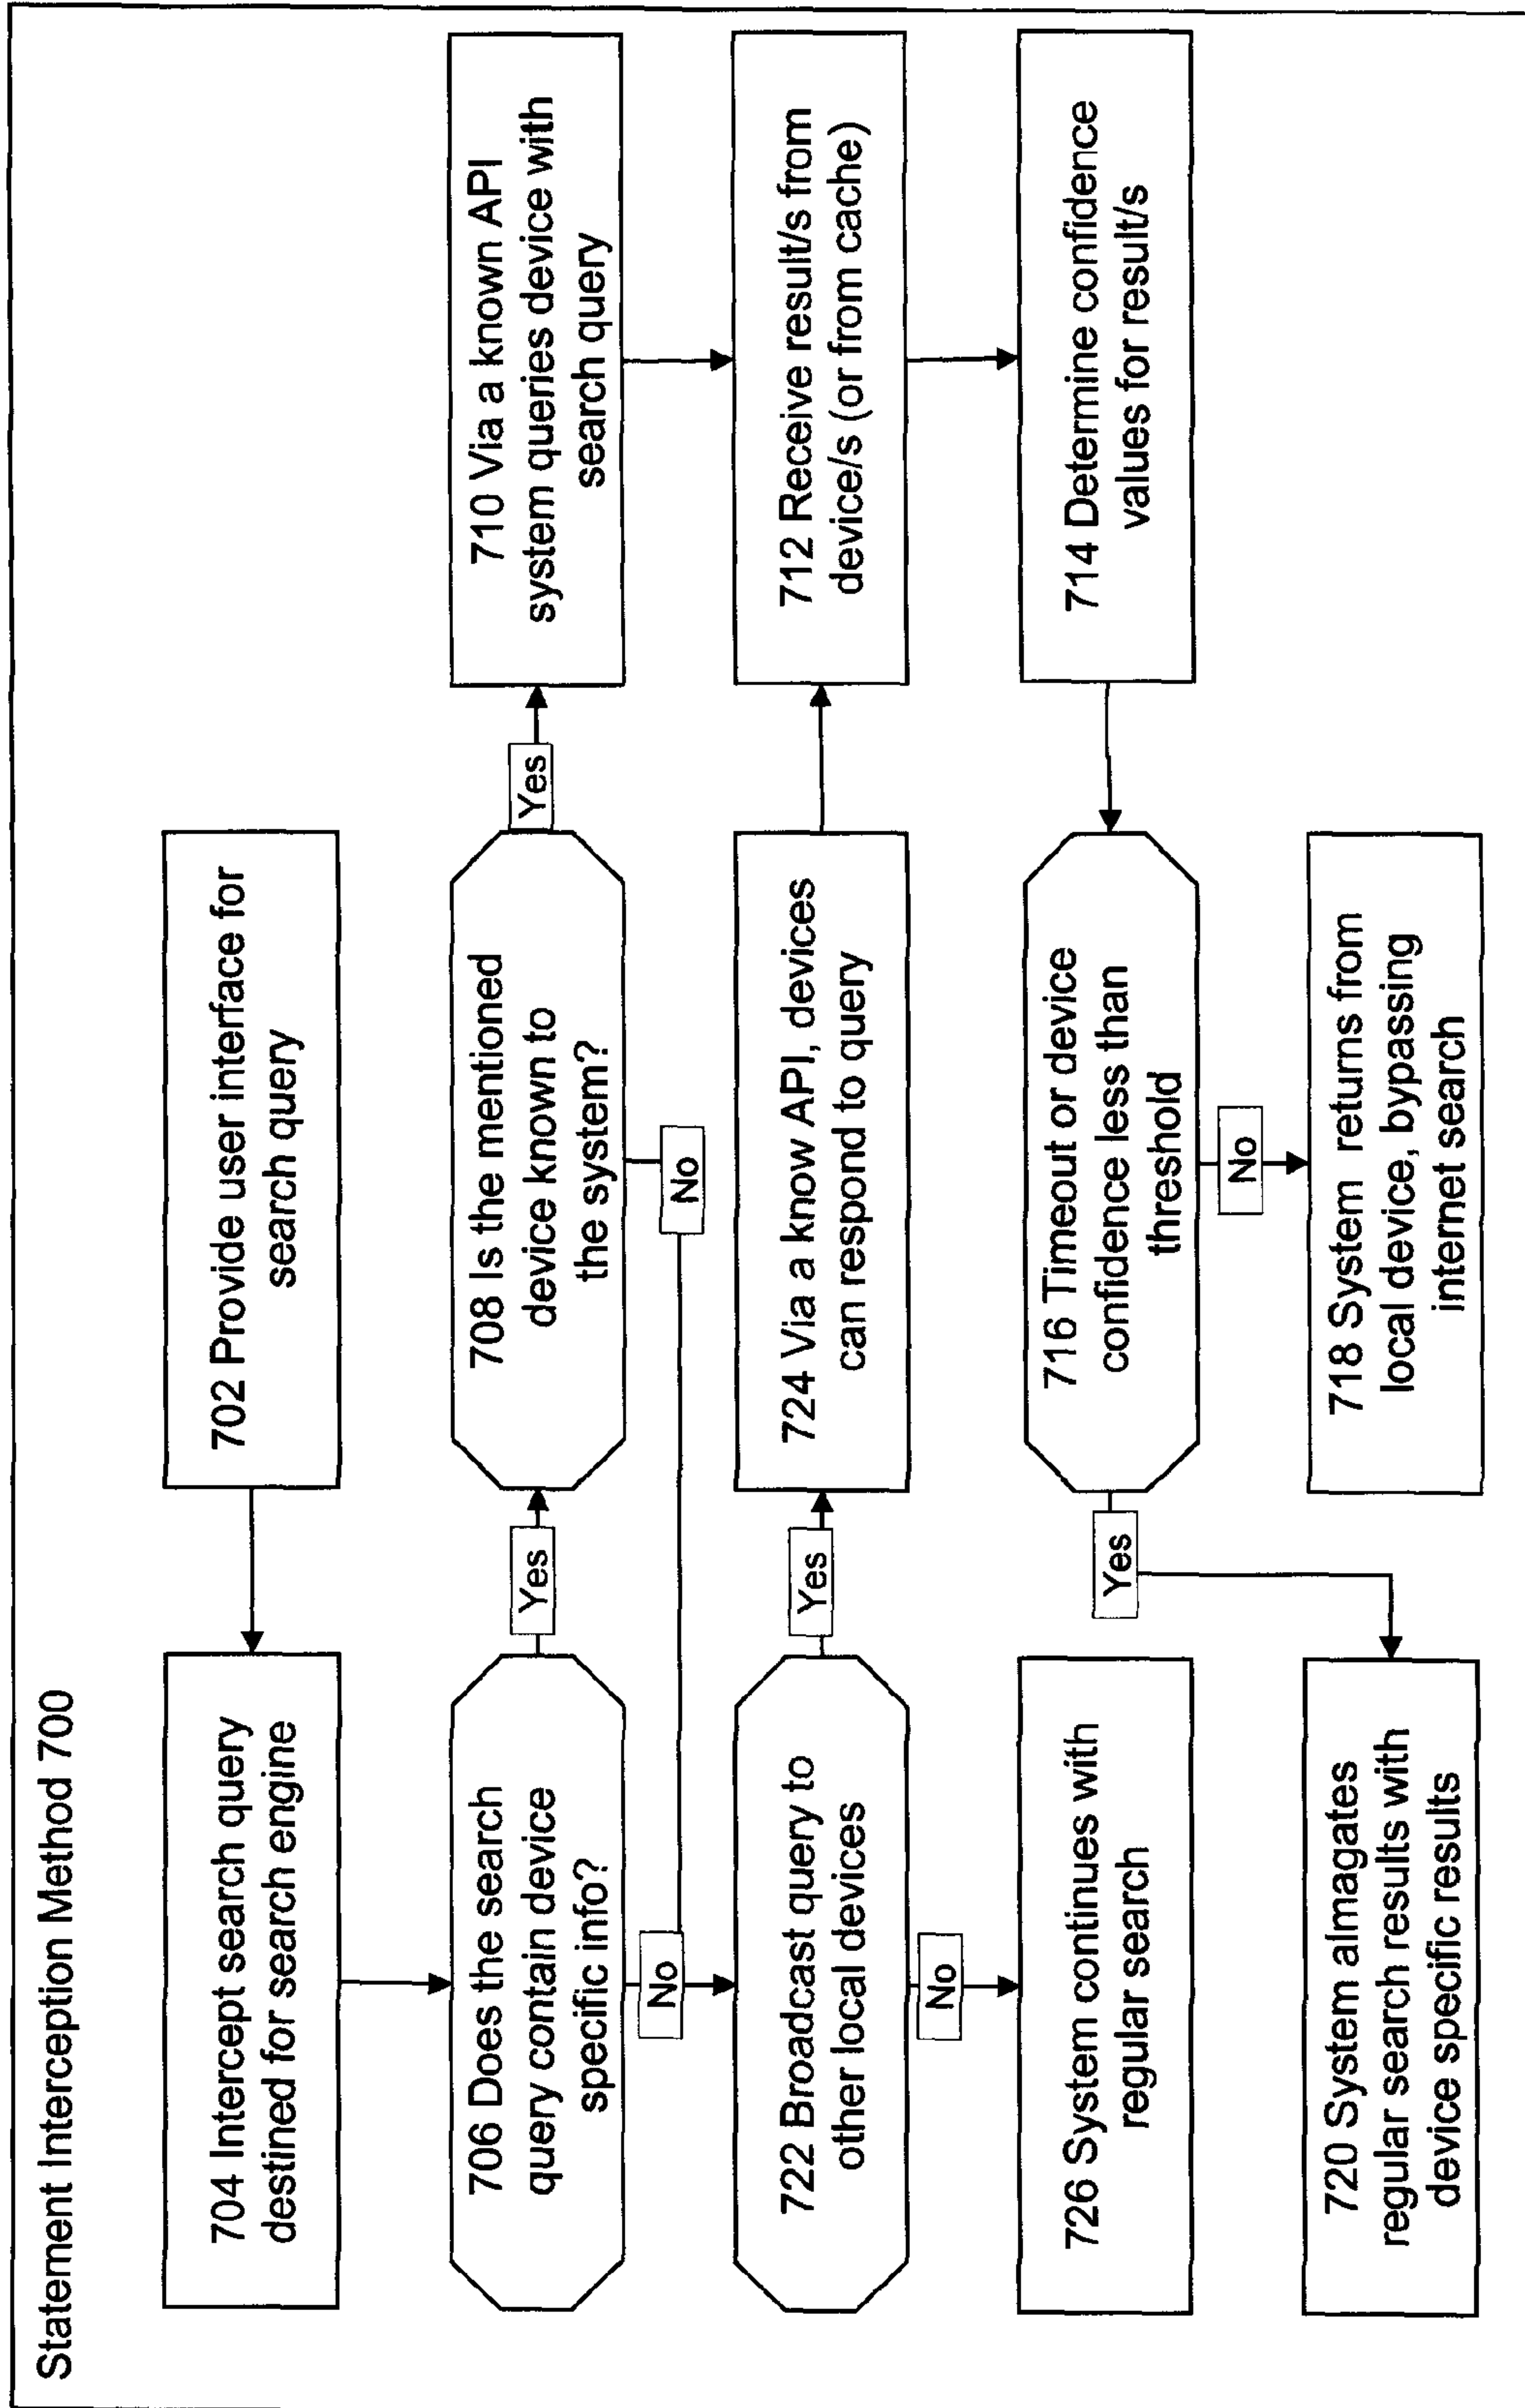 Statement Interception Method 700
702 Provide user interface for
search query
704 Intercept search query
destined for search engine
706 Does the search
query contain device
specific info?
Yes
No
708 Is the mentioned
device known to
the system?
Yes
No
710 Via a known API
system queries device with
search query
722 Broadcast query to
other local devices
Yes
No
724 Via a know API, devices
can respond to query
712 Receive result/s from
device/s (or from cache)
714 Determine confidence
values for result/s
716 Timeout or device
confidence less than
threshold
Yes
No
726 System continues with
regular search
718 System returns from
local device, bypassing
internet search
720 System almagates
regular search results with
device specific results